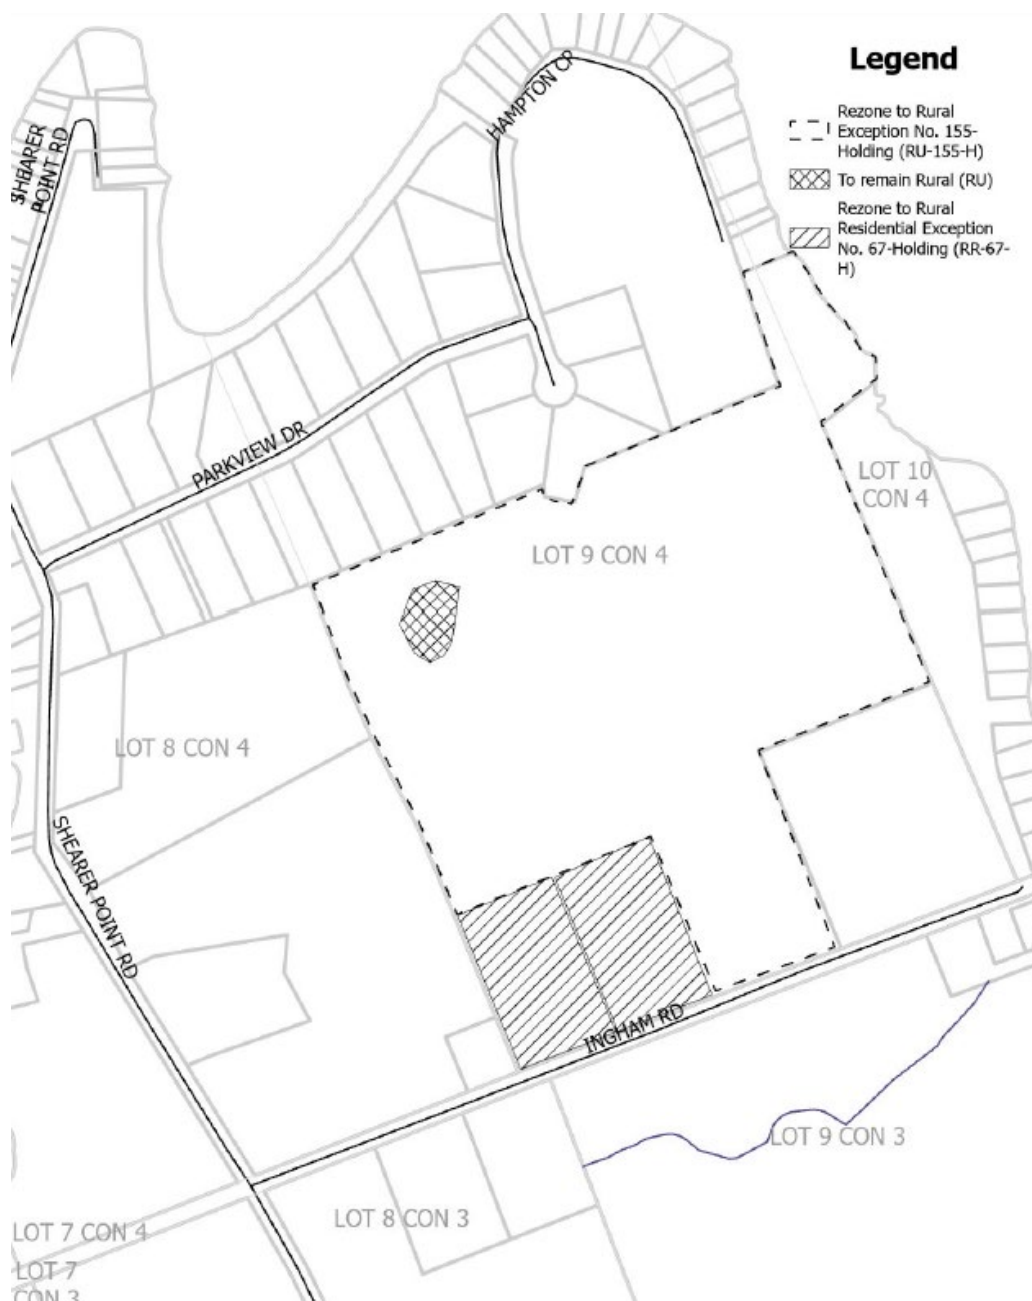 Legend
Rezone to Rural
Exception No. 155-
Holding (RU-155-H)
To remain Rural (RU)
Rezone to Rural
Residential Exception
No. 67-Holding (RR-67-
H)
HAMPTON CP
SHEARER
POINT RD
PARKVIEW DR
LOT 10
CON 4
LOT 9 CON 4
LOT 8 CON 4
SHEARER POINT RD
INGHAM RD
LOT 9 CON 3
LOT 8 CON 3
LOT 7 CON 4
LOT 7
CON 3